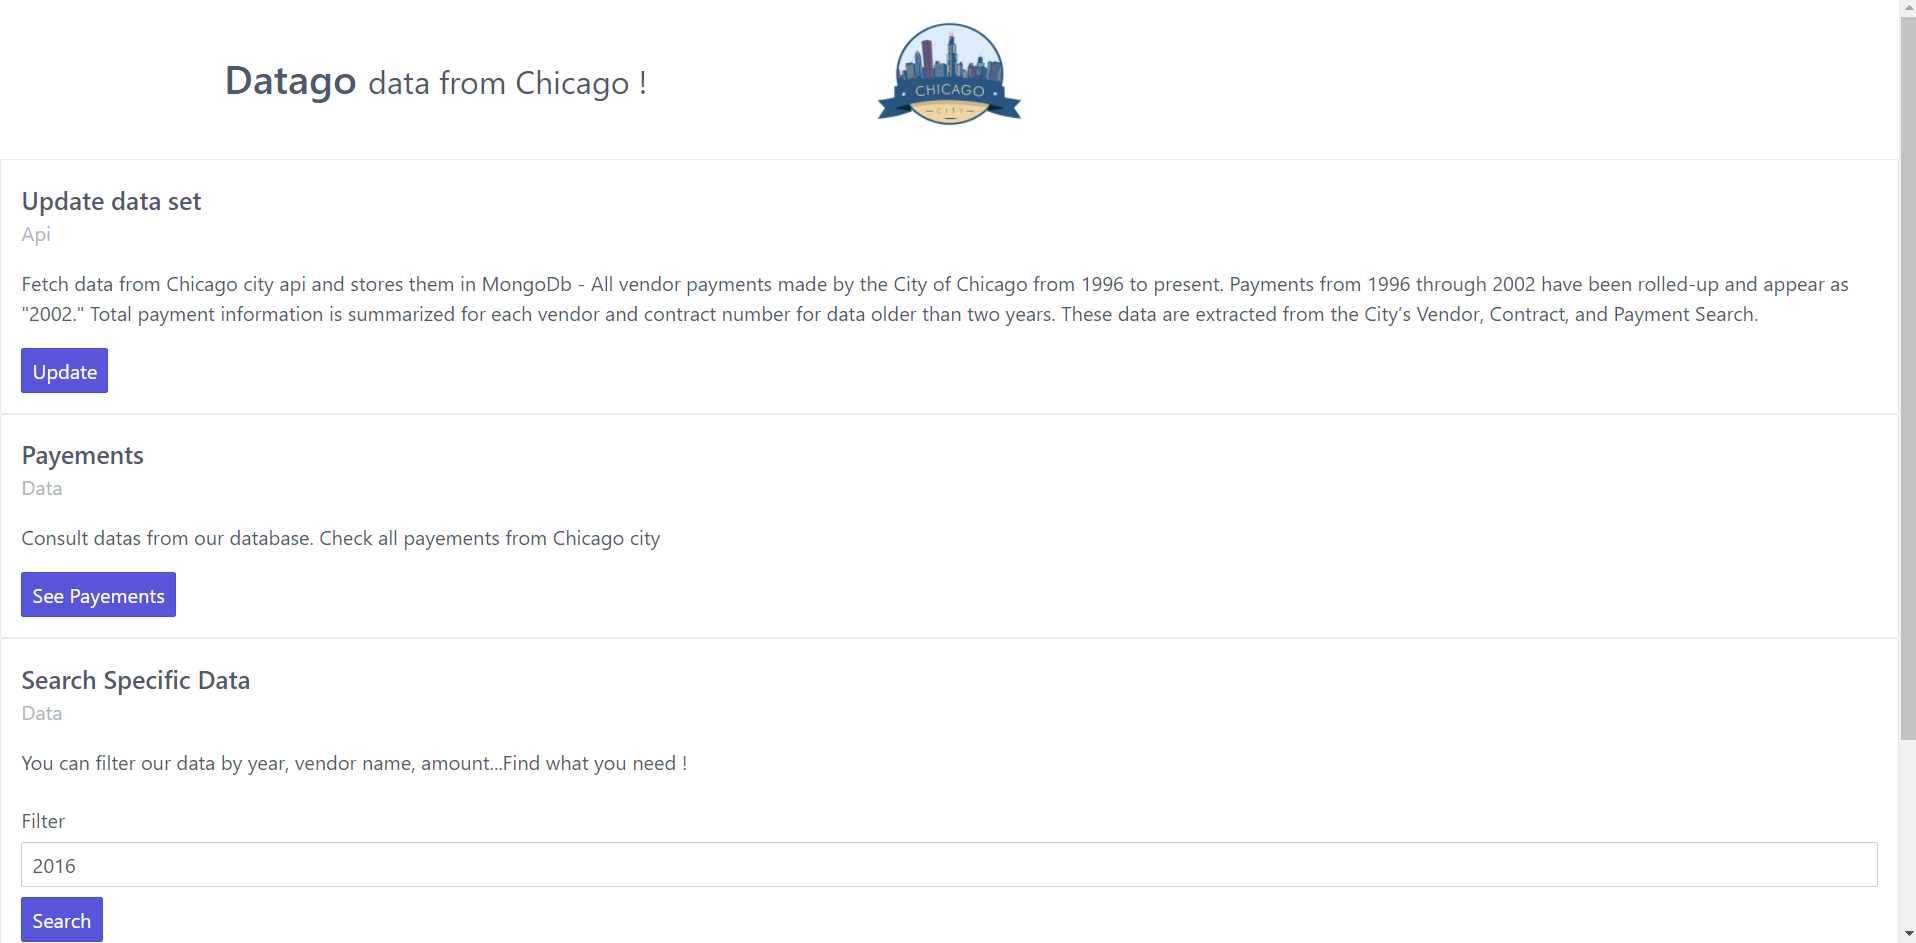 Datago data from Chicago !
CHICAGO
CITY
Update data set
Api
Fetch data from Chicago city api and stores them in MongoDb - All vendor payments made by the City of Chicago from 1996 to present. Payments from 1996 through 2002 have been rolled-up and appear as
"2002." Total payment information is summarized for each vendor and contract number for data older than two years. These data are extracted from the City’s Vendor, Contract, and Payment Search.
Update
Payements
Data
Consult datas from our database. Check all payements from Chicago city
See Payements
Search Specific Data
Data
You can filter our data by year, vendor name, amount...Find what you need !
Filter
2016
Search